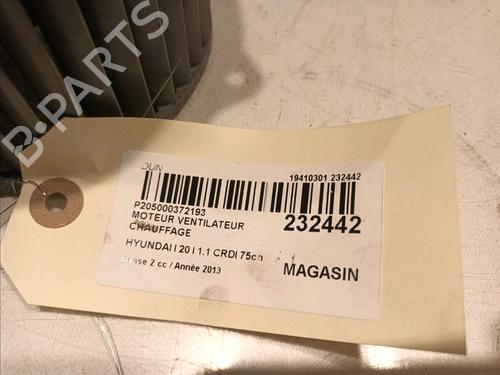 B-PARTS
DUN
19410301 232442
P205000372193
MOTEUR VENTILATEUR
CHAUFFAGE
232442
HYUNDAI I 20 I 1.1 CRDI 75ch
Phase 2 cc / Année 2013
MAGASIN